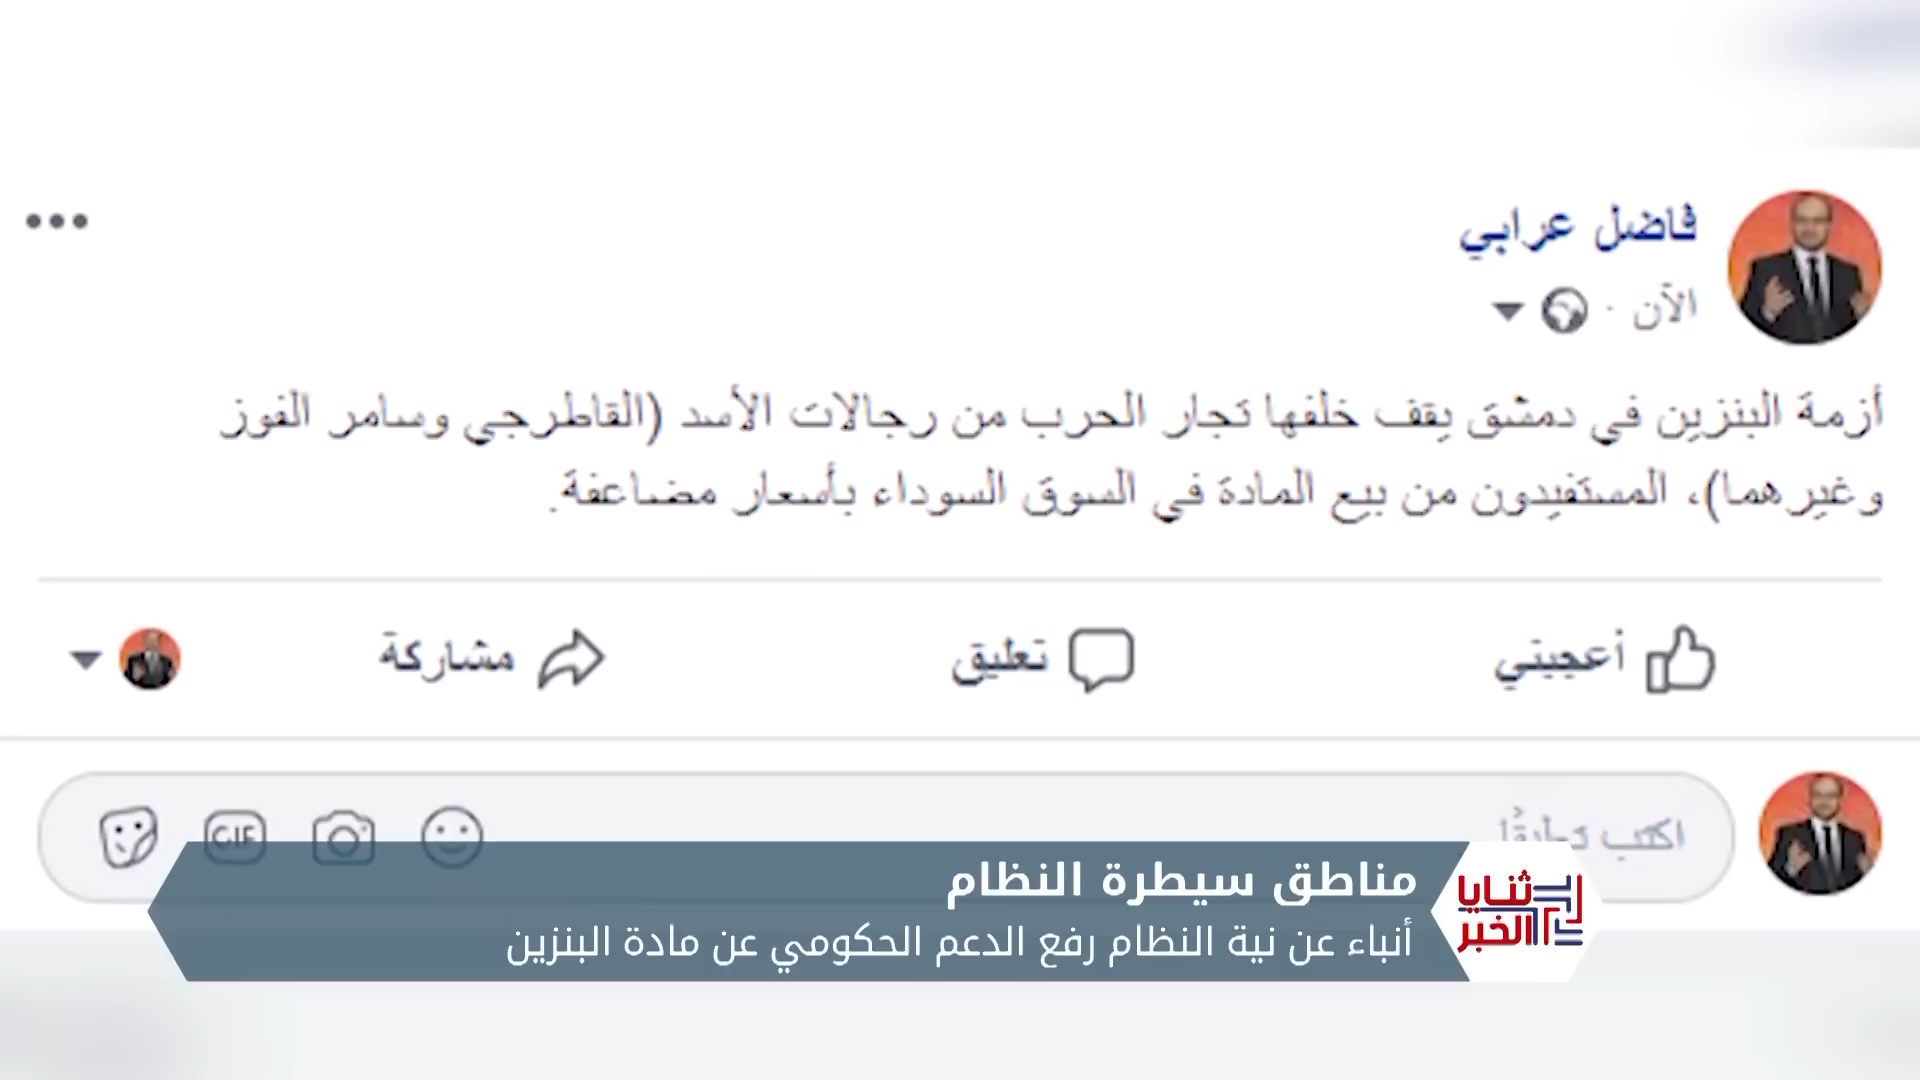 فاضل عرابي
الآن
أزمة البنزين في دمشق يقف خلفها تجار الحرب من رجالات الأسد (القاطرجي وسامر الفوز
وغيرهما)، المستفيدون من بيع المادة في السوق السوداء بأسعار مضاعفة.
أعجبني
تعليق
مشاركة
اكتب تعليقًا
GIF
مناطق سيطرة النظام
أنباء عن نية النظام رفع الدعم الحكومي عن مادة البنزين
ثنايا
الخبر